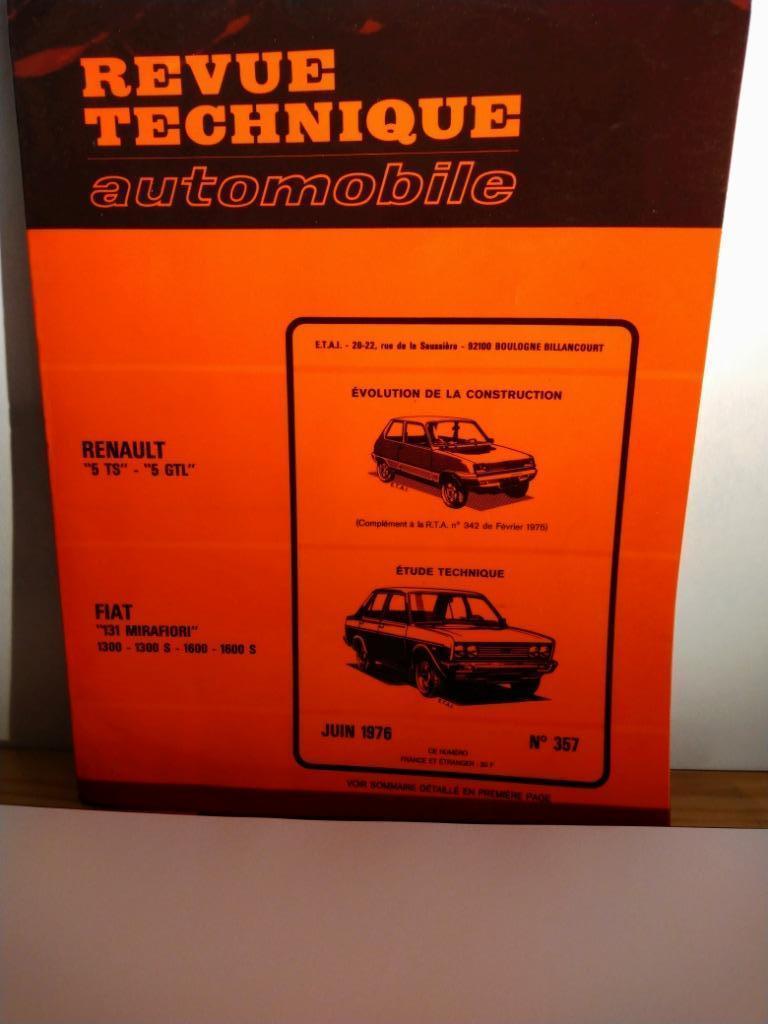 REVUE
TECHNIQUE
automobile
E.T.A.I. - 20-22, rue de la Saussière - 92100 BOULOGNE BILLANCOURT
ÉVOLUTION DE LA CONSTRUCTION
RENAULT
"5 TS" - "5 GTL"
E.T.A.I.
(Complément à la R.T.A. n° 342 de Février 1975)
ÉTUDE TECHNIQUE
FIAT
"131 MIRAFIORI"
1300 - 1300 S - 1600 - 1600 S
E.T.A.I.
JUIN 1976
N° 357
CE NUMÉRO
FRANCE ET ÉTRANGER : 30 F
VOIR SOMMAIRE DÉTAILLÉ EN PREMIÈRE PAGE